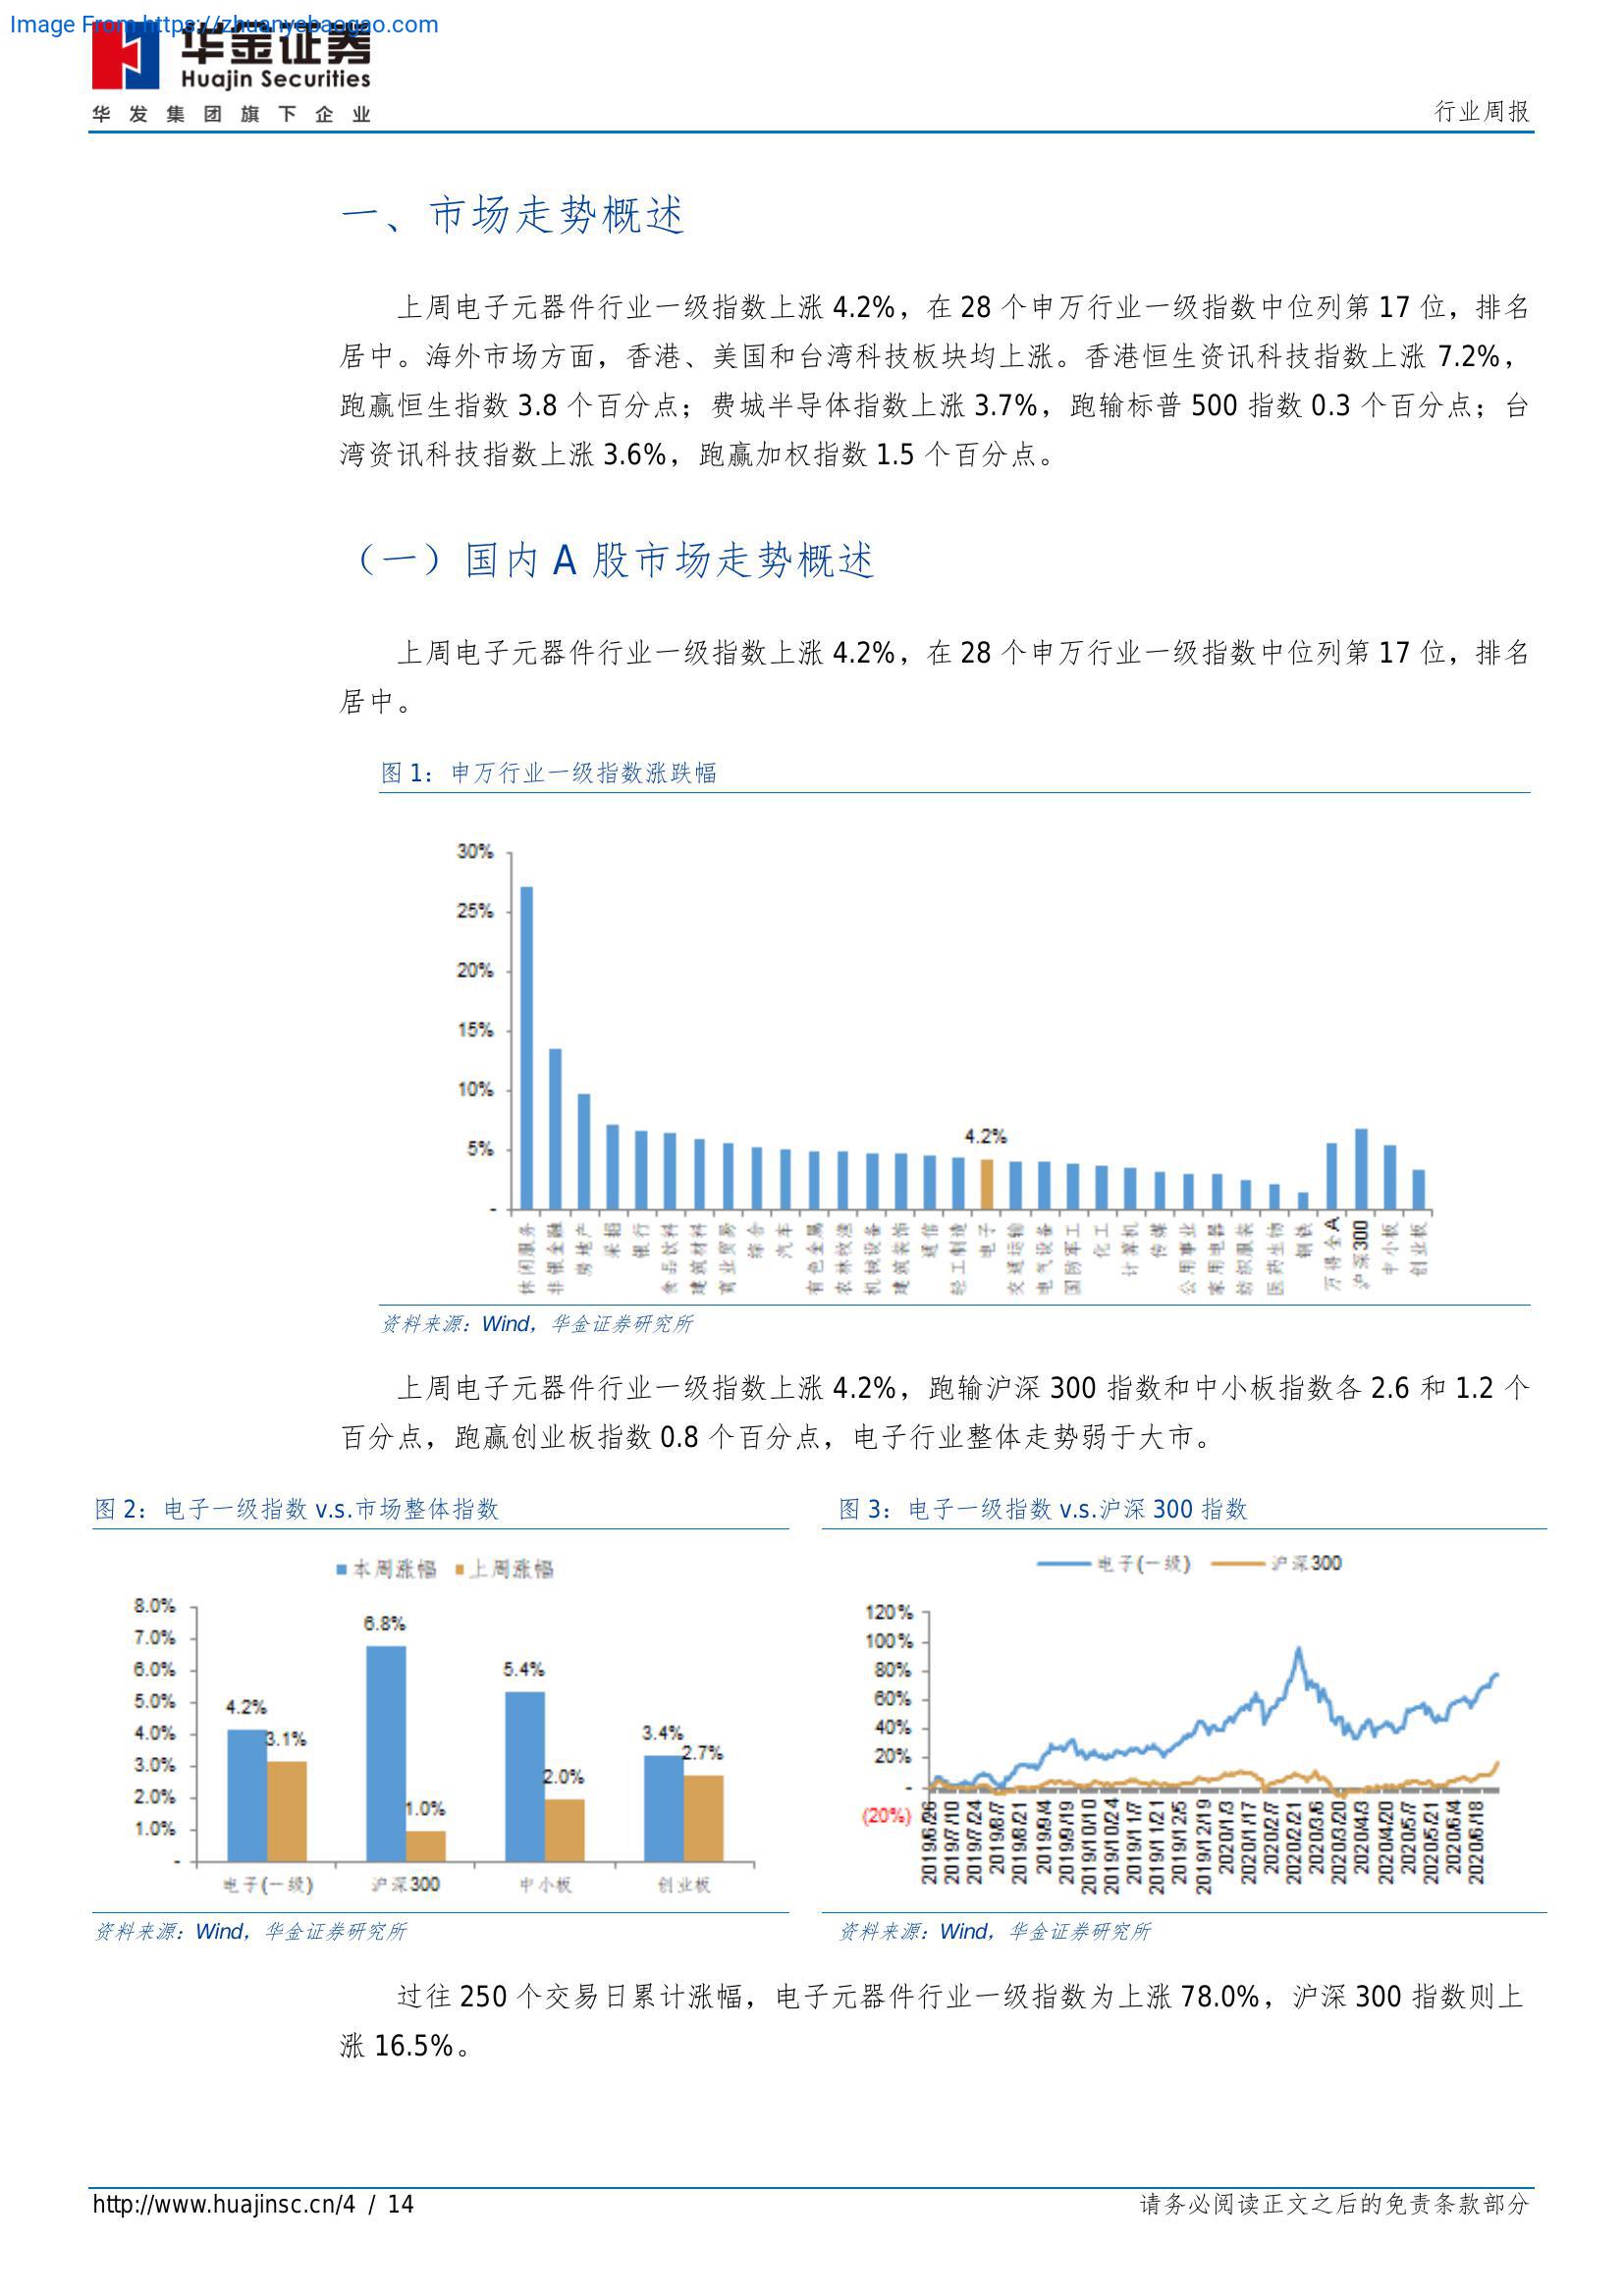 Image From https://zhuanyebaogao.com
华金证券
Huajin Securities
华发集团旗下企业
行业周报
一、市场走势概述
上周电子元器件行业一级指数上涨 4.2%，在 28 个申万行业一级指数中位列第 17 位，排名
居中。海外市场方面，香港、美国和台湾科技板块均上涨。香港恒生资讯科技指数上涨 7.2%，
跑赢恒生指数 3.8 个百分点；费城半导体指数上涨 3.7%，跑输标普 500 指数 0.3 个百分点；台
湾资讯科技指数上涨 3.6%，跑赢加权指数 1.5 个百分点。
（一）国内 A 股市场走势概述
上周电子元器件行业一级指数上涨 4.2%，在 28 个申万行业一级指数中位列第 17 位，排名
居中。
图 1：申万行业一级指数涨跌幅
30%
25%
20%
15%
10%
5%
-
4.2%
休闲服务
非银金融
房地产
采掘
银行
食品饮料
建筑材料
商业贸易
综合
汽车
有色金属
农林牧渔
机械设备
建筑装饰
通信
轻工制造
电子
交通运输
电气设备
国防军工
化工
计算机
传媒
公用事业
家用电器
纺织服装
医药生物
钢铁
万得全A
沪深300
中小板
创业板
资料来源：Wind，华金证券研究所
上周电子元器件行业一级指数上涨 4.2%，跑输沪深 300 指数和中小板指数各 2.6 和 1.2 个
百分点，跑赢创业板指数 0.8 个百分点，电子行业整体走势弱于大市。
图 2：电子一级指数 v.s.市场整体指数
本周涨幅 上周涨幅
8.0%
7.0%
6.0%
5.0%
4.0%
3.0%
2.0%
1.0%
-
4.2%
3.1%
6.8%
1.0%
5.4%
2.0%
3.4%
2.7%
电子(一级) 沪深300 中小板 创业板
资料来源：Wind，华金证券研究所
图 3：电子一级指数 v.s.沪深 300 指数
电子(一级) 沪深300
120%
100%
80%
60%
40%
20%
-
(20%)
2019/6/26
2019/7/10
2019/7/24
2019/8/7
2019/8/21
2019/9/4
2019/9/19
2019/10/10
2019/10/24
2019/11/7
2019/11/21
2019/12/5
2019/12/19
2020/1/3
2020/1/17
2020/2/7
2020/2/21
2020/3/6
2020/3/20
2020/4/3
2020/4/20
2020/5/7
2020/5/21
2020/6/4
2020/6/18
资料来源：Wind，华金证券研究所
过往 250 个交易日累计涨幅，电子元器件行业一级指数为上涨 78.0%，沪深 300 指数则上
涨 16.5%。
http://www.huajinsc.cn/4 / 14
请务必阅读正文之后的免责条款部分